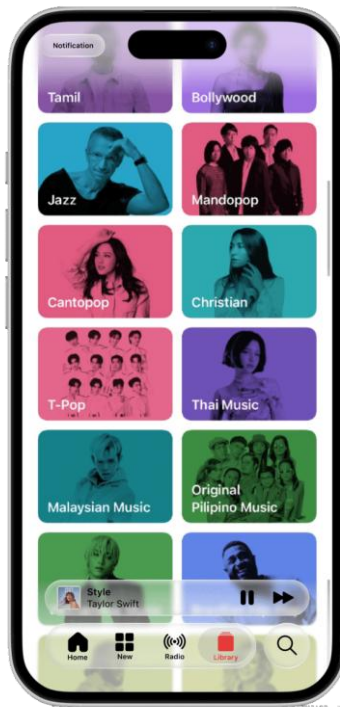 Notification
Tamil
Bollywood
Jazz
Mandopop
Cantopop
Christian
T-Pop
Thai Music
Malaysian Music
Original
Pilipino Music
Style
Taylor Swift
Home
New
Radio
Library